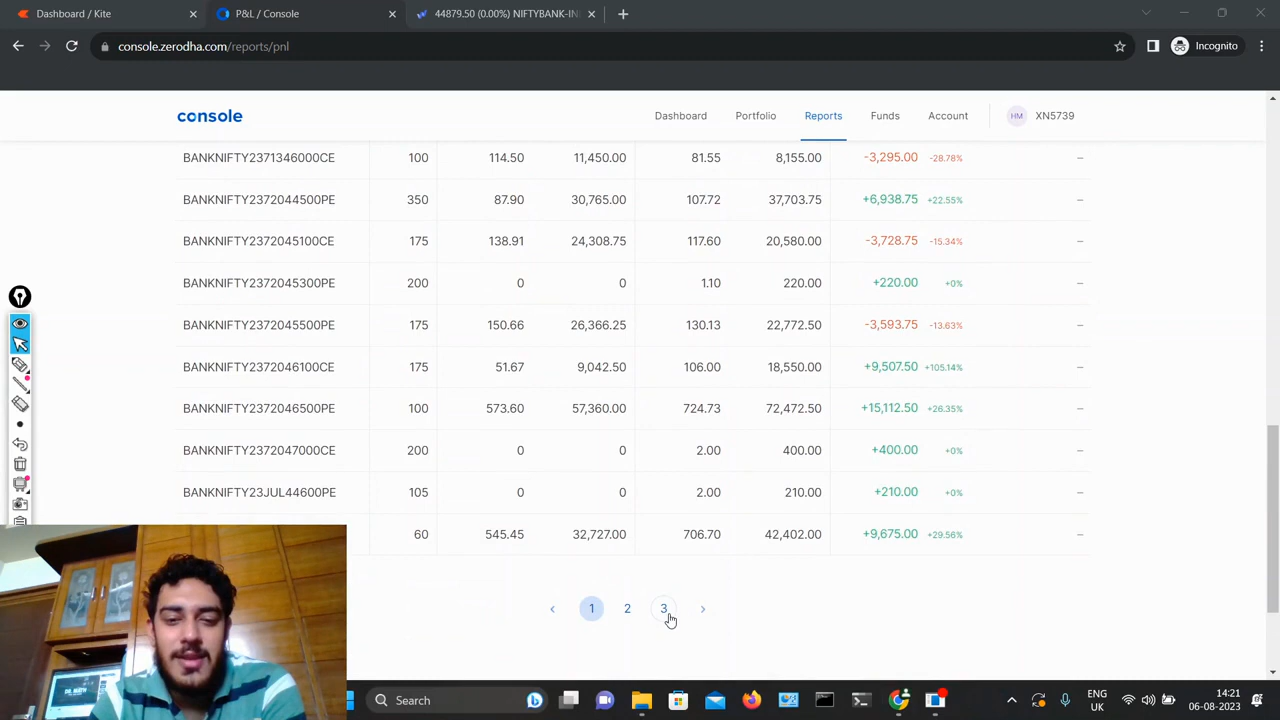 Dashboard / Kite
P&L / Console
44879.50 (0.00%) NIFTYBANK-IN
console.zerodha.com/reports/pnl
Incognito
console
Dashboard
Portfolio
Reports
Funds
Account
HM
XN5739
BANKNIFTY2371346000CE 100 114.50 11,450.00 81.55 8,155.00 -3,295.00 -28.78% –
BANKNIFTY2372044500PE 350 87.90 30,765.00 107.72 37,703.75 +6,938.75 +22.55% –
BANKNIFTY2372045100CE 175 138.91 24,308.75 117.60 20,580.00 -3,728.75 -15.34% –
BANKNIFTY2372045300PE 200 0 0 1.10 220.00 +220.00 +0% –
BANKNIFTY2372045500PE 175 150.66 26,366.25 130.13 22,772.50 -3,593.75 -13.63% –
BANKNIFTY2372046100CE 175 51.67 9,042.50 106.00 18,550.00 +9,507.50 +105.14% –
BANKNIFTY2372046500PE 100 573.60 57,360.00 724.73 72,472.50 +15,112.50 +26.35% –
BANKNIFTY2372047000CE 200 0 0 2.00 400.00 +400.00 +0% –
BANKNIFTY23JUL44600PE 105 0 0 2.00 210.00 +210.00 +0% –
60 545.45 32,727.00 706.70 42,402.00 +9,675.00 +29.56% –
‹ 1 2 3 ›
DR. MATH
Search
ENG
UK
14:21
06-08-2023